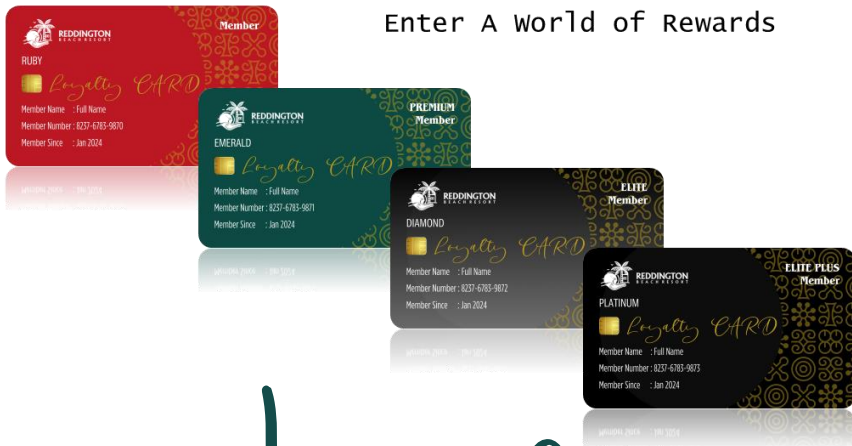 Enter A World of Rewards
REDDINGTON
BEACH RESORT
Member
RUBY
Loyalty CARD
Member Name : Full Name
Member Number : 8237-6783-9870
Member Since : Jan 2024
REDDINGTON
BEACH RESORT
PREMIUM
Member
EMERALD
Loyalty CARD
Member Name : Full Name
Member Number : 8237-6783-9871
Member Since : Jan 2024
REDDINGTON
BEACH RESORT
ELITE
Member
DIAMOND
Loyalty CARD
Member Name : Full Name
Member Number : 8237-6783-9872
Member Since : Jan 2024
REDDINGTON
BEACH RESORT
ELITE PLUS
Member
PLATINUM
Loyalty CARD
Member Name : Full Name
Member Number : 8237-6783-9873
Member Since : Jan 2024